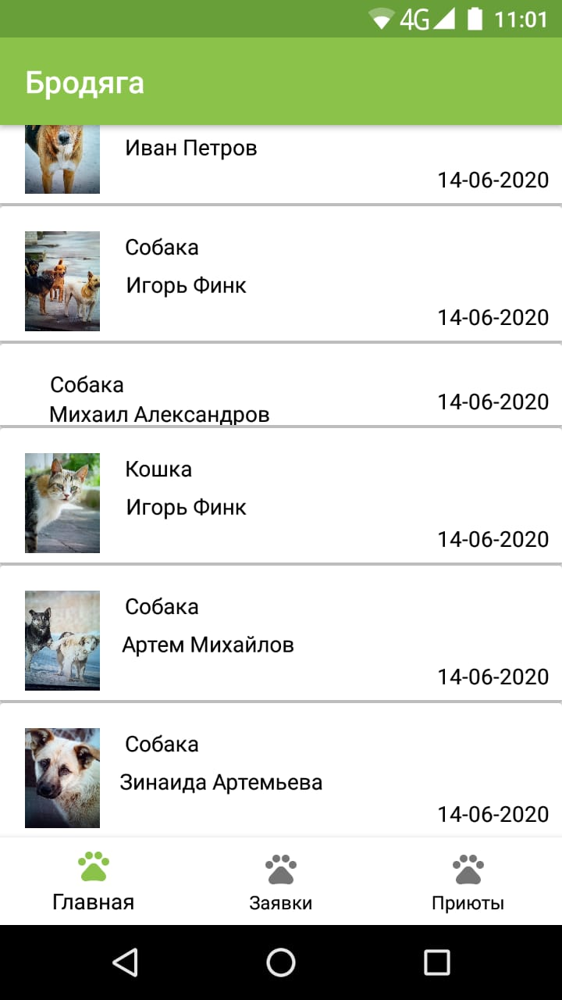 4G 11:01
Бродяга
Иван Петров
14-06-2020
Собака
Игорь Финк
14-06-2020
Собака
14-06-2020
Михаил Александров
Кошка
Игорь Финк
14-06-2020
Собака
Артем Михайлов
14-06-2020
Собака
Зинаида Артемьева
14-06-2020
Главная Заявки Приюты